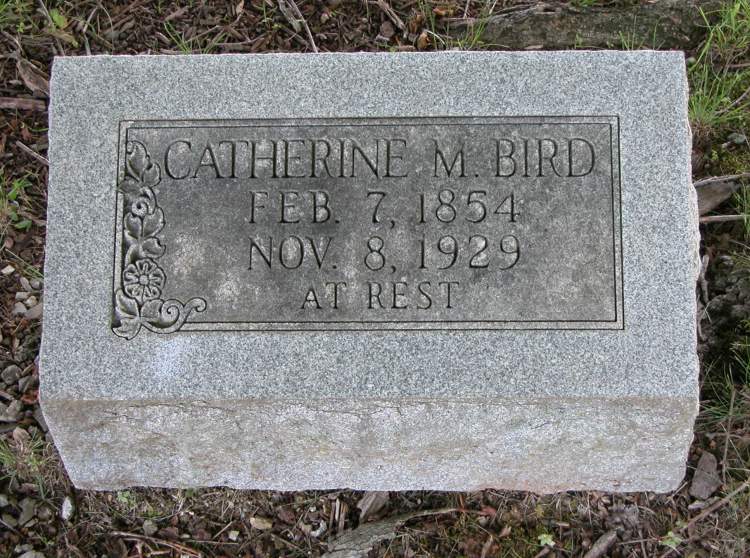 CATHERINE M. BIRD
FEB. 7, 1854
NOV. 8, 1929
AT REST